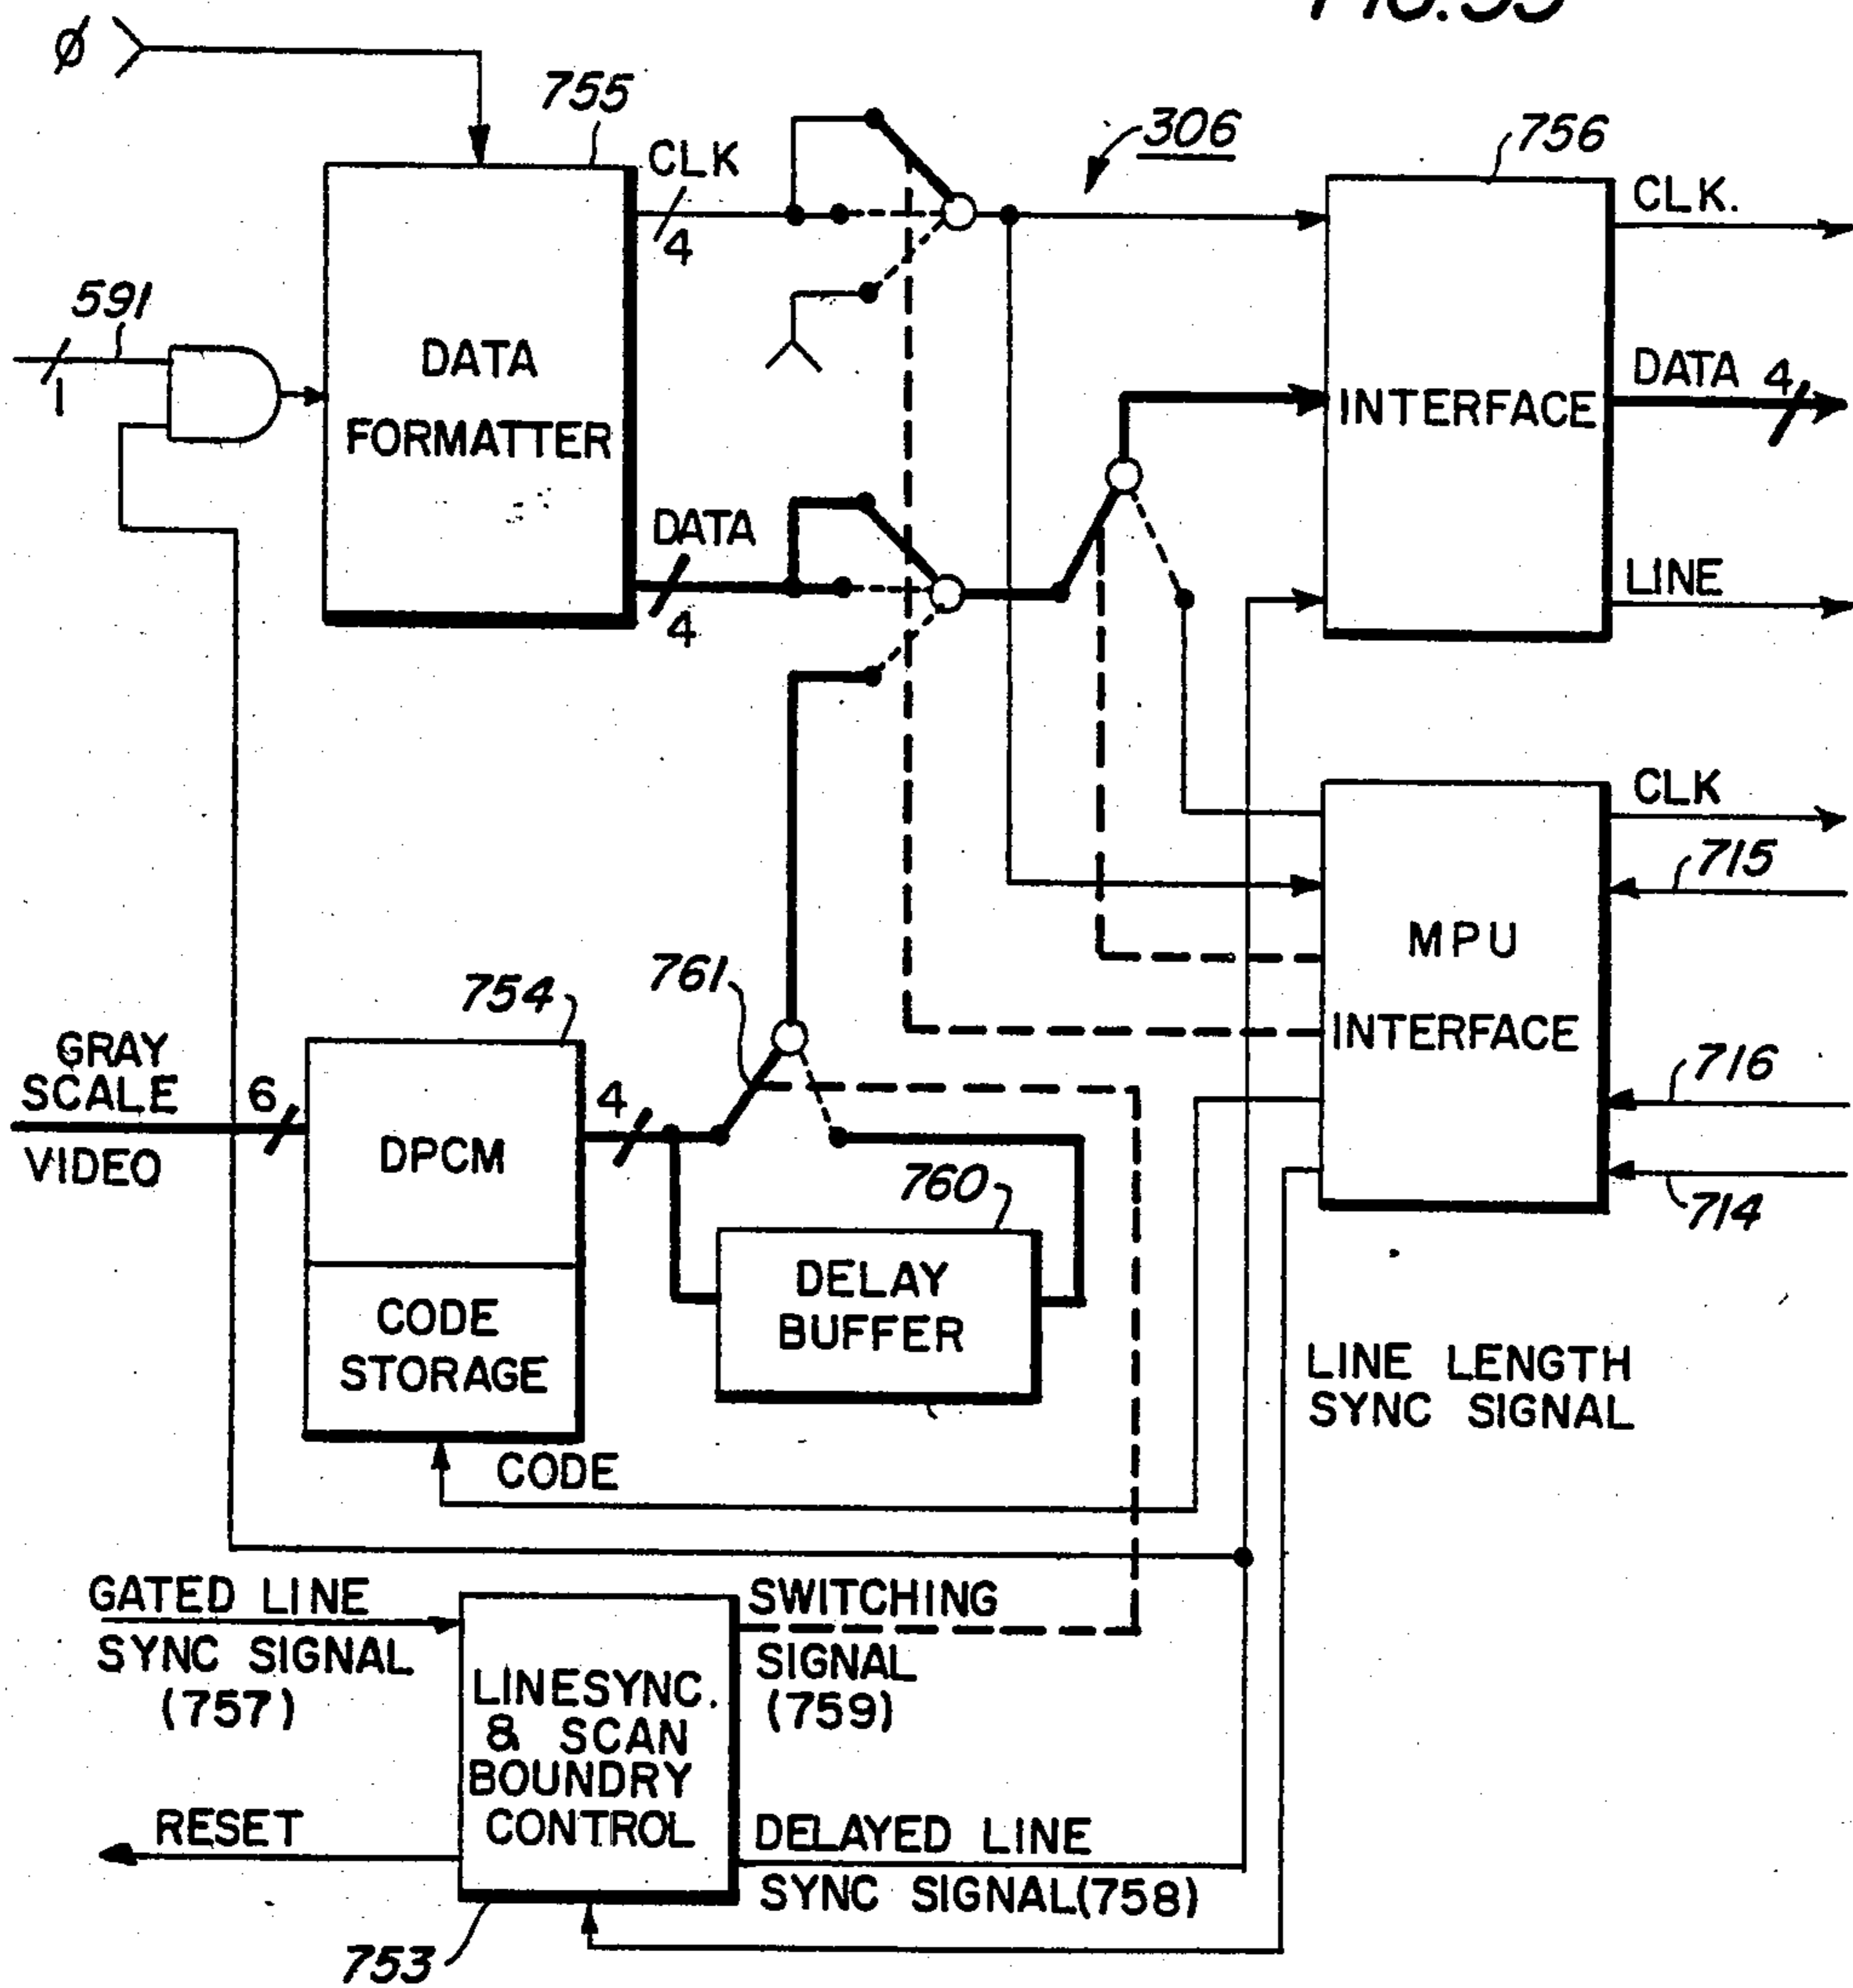 FIG. 35
Ø
755
CLK
4
306
756
CLK.
591
1
DATA
FORMATTER
INTERFACE
DATA 4
DATA
4
LINE
CLK
715
MPU
INTERFACE
716
714
754
761
GRAY
SCALE
VIDEO
6
DPCM
4
760
DELAY
BUFFER
CODE
STORAGE
CODE
LINE LENGTH
SYNC SIGNAL
GATED LINE
SYNC SIGNAL
(757)
SWITCHING
SIGNAL
(759)
LINESYNC.
& SCAN
BOUNDRY
CONTROL
RESET
DELAYED LINE
SYNC SIGNAL(758)
753